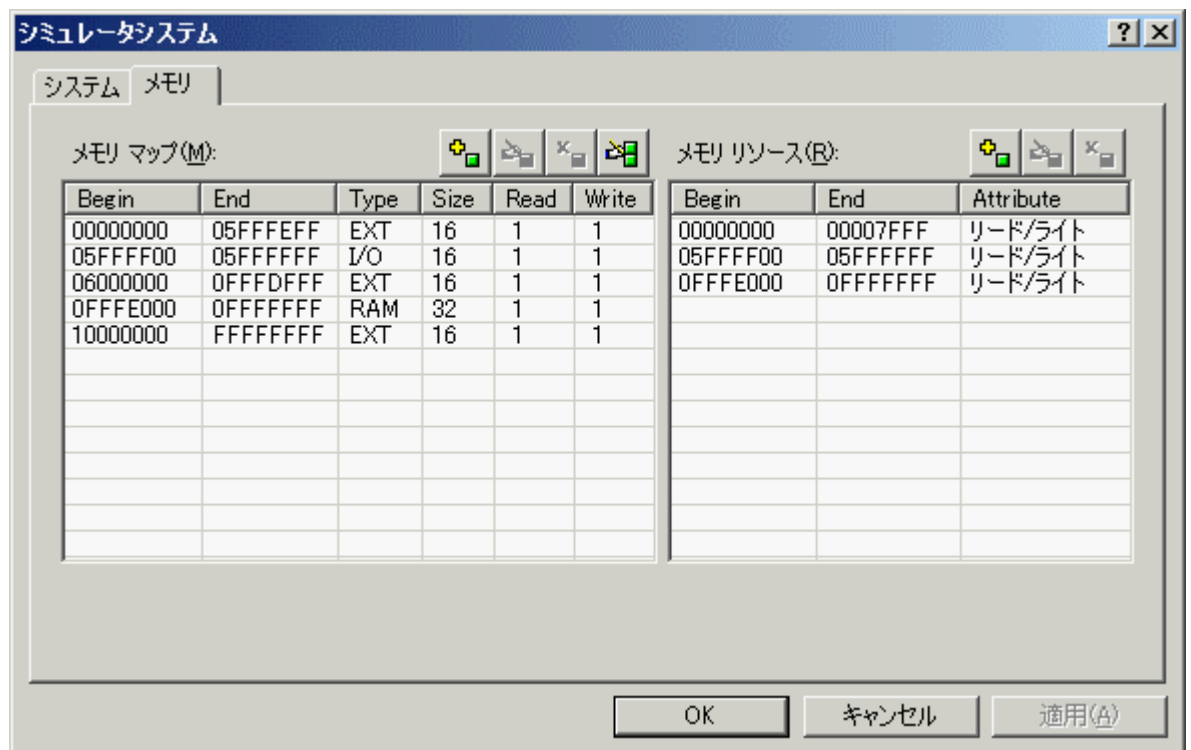 シミュレータシステム
システム メモリ
メモリ マップ(M):
Begin End Type Size Read Write
00000000 05FFFEFF EXT 16 1 1
05FFFF00 05FFFFFF I/O 16 1 1
06000000 0FFFDFFF EXT 16 1 1
0FFFE000 0FFFFFFF RAM 32 1 1
10000000 FFFFFFFF EXT 16 1 1
メモリ リソース(R):
Begin End Attribute
00000000 00007FFF リード/ライト
05FFFF00 05FFFFFF リード/ライト
0FFFE000 0FFFFFFF リード/ライト
OK キャンセル 適用(A)